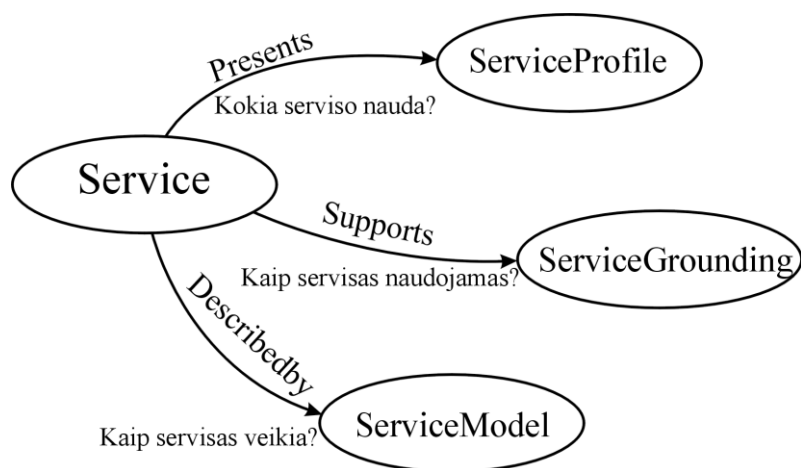 Presents
ServiceProfile
Kokia serviso nauda?
Service
Supports
ServiceGrounding
Kaip servisas naudojamas?
Describedby
ServiceModel
Kaip servisas veikia?